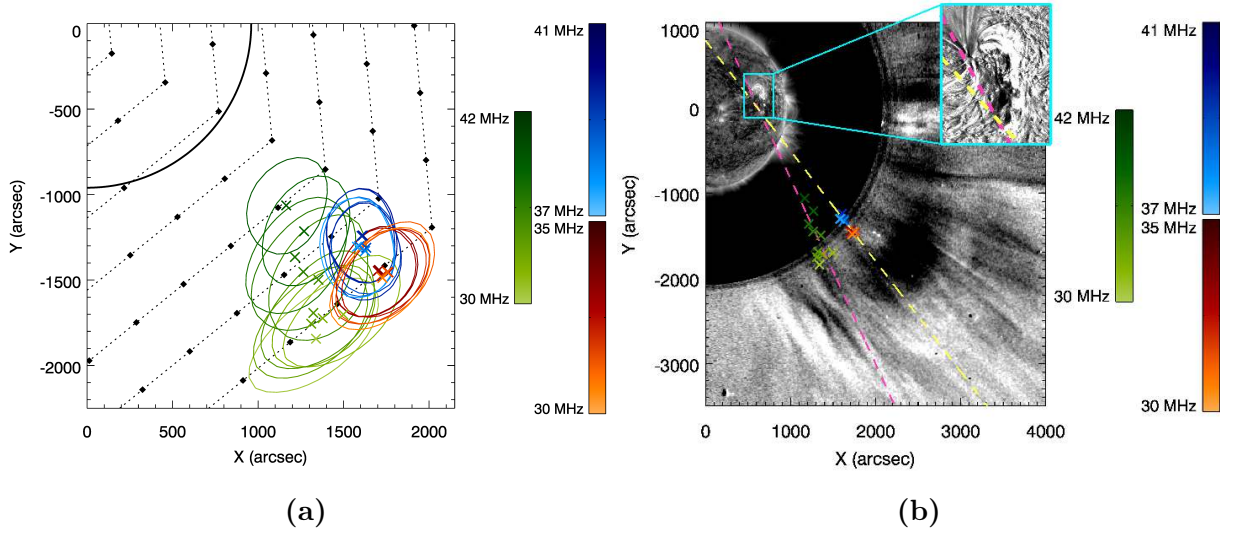 0
-500
-1000
-1500
-2000
Y (arcsec)
0
500
1000
1500
2000
X (arcsec)
42 MHz
30 MHz
41 MHz
37 MHz
35 MHz
30 MHz
(a)
1000
0
-1000
-2000
-3000
Y (arcsec)
0
1000
2000
3000
4000
X (arcsec)
42 MHz
30 MHz
41 MHz
37 MHz
35 MHz
30 MHz
(b)